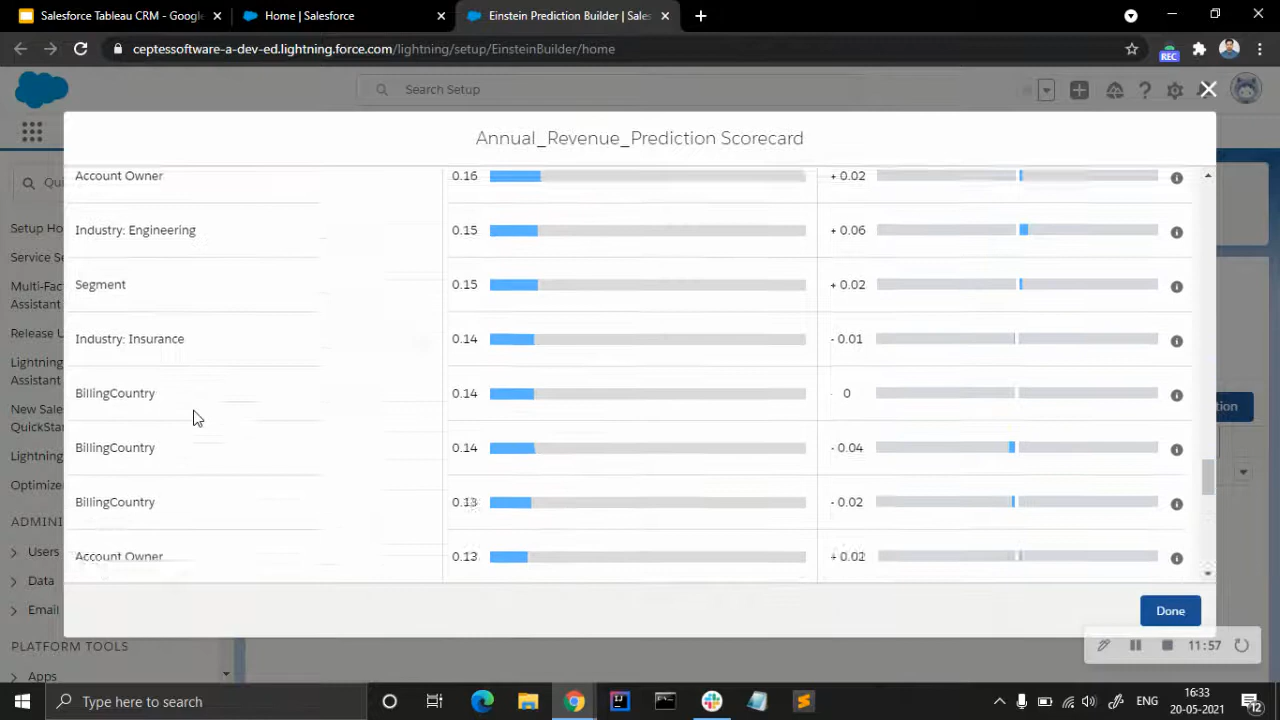 Salesforce Tableau CRM - Google
Home | Salesforce
Einstein Prediction Builder | Sales
ceptessoftware-a-dev-ed.lightning.force.com/lightning/setup/EinsteinBuilder/home
REC
Search Setup
Annual_Revenue_Prediction Scorecard
Account Owner 0.16 + 0.02
Industry: Engineering 0.15 + 0.06
Segment 0.15 + 0.02
Industry: Insurance 0.14 - 0.01
BillingCountry 0.14 0
BillingCountry 0.14 - 0.04
BillingCountry 0.13 - 0.02
Account Owner 0.13
Done
Setup Ho
Service Se
Multi-Fac
Assistant
Release U
Lightning
Assistant
New Sales
QuickStar
Lightning
Optimize
ADMINI
Users
Data
Email
PLATFORM TOOLS
Apps
tion
11:57
Type here to search
ENG
16:33
20-05-2021
12